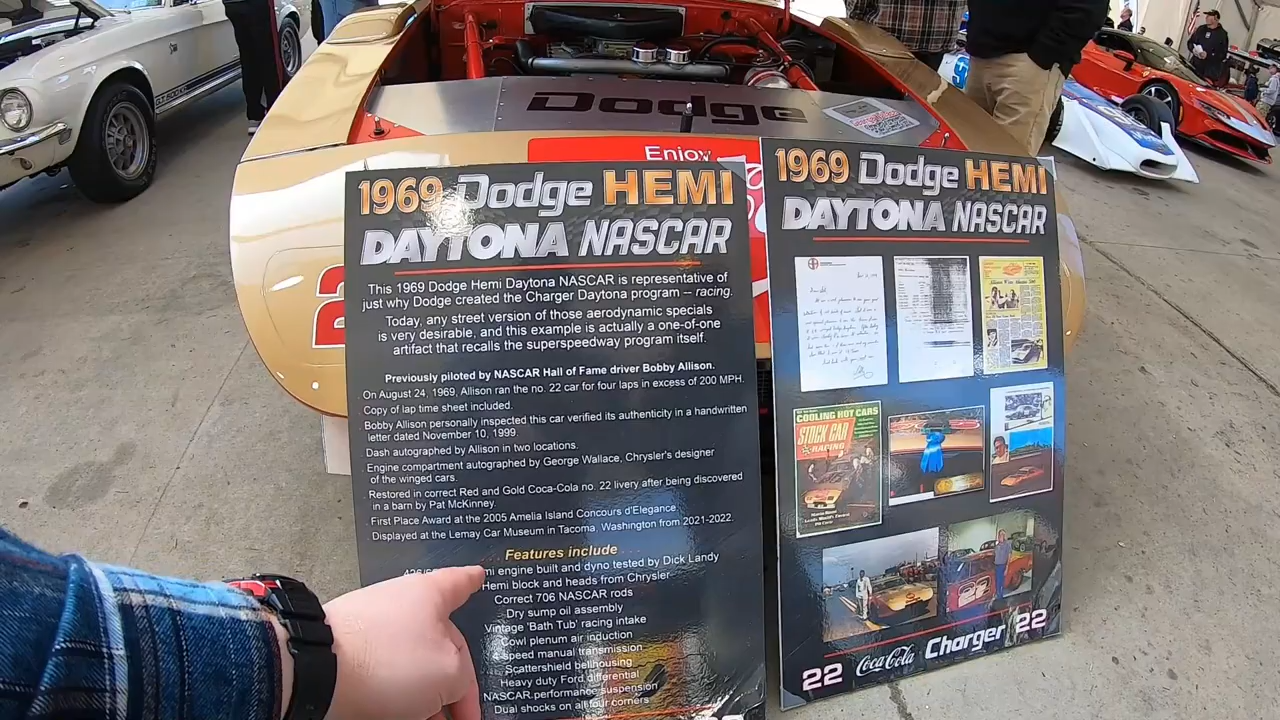 GT 500 KR
Dodge
Enjoy
1969 Dodge HEMI
DAYTONA NASCAR
This 1969 Dodge Hemi Daytona NASCAR is representative of
just why Dodge created the Charger Daytona program – racing.
Today, any street version of those aerodynamic specials
is very desirable, and this example is actually a one-of-one
artifact that recalls the superspeedway program itself.
Previously piloted by NASCAR Hall of Fame driver Bobby Allison.
On August 24, 1969, Allison ran the no. 22 car for four laps in excess of 200 MPH.
Copy of lap time sheet included.
Bobby Allison personally inspected this car verified its authenticity in a handwritten
letter dated November 10, 1999.
Dash autographed by Allison in two locations.
Engine compartment autographed by George Wallace, Chrysler's designer
of the winged cars.
Restored in correct Red and Gold Coca-Cola no. 22 livery after being discovered
in a barn by Pat McKinney.
First Place Award at the 2005 Amelia Island Concours d'Elegance.
Displayed at the Lemay Car Museum in Tacoma, Washington from 2021-2022.
Features include
engine built and dyno tested by Dick Landy
Hemi block and heads from Chrysler
Correct 706 NASCAR rods
Dry sump oil assembly
Vintage 'Bath Tub' racing intake
Cowl plenum air induction
4-speed manual transmission
Scattershield bellhousing
Heavy duty Ford differential
NASCAR performance suspension
Dual shocks on all four corners
1969 Dodge HEMI
DAYTONA NASCAR
COOLING HOT CARS
STOCK CAR
RACING
22 Coca-Cola Charger 22